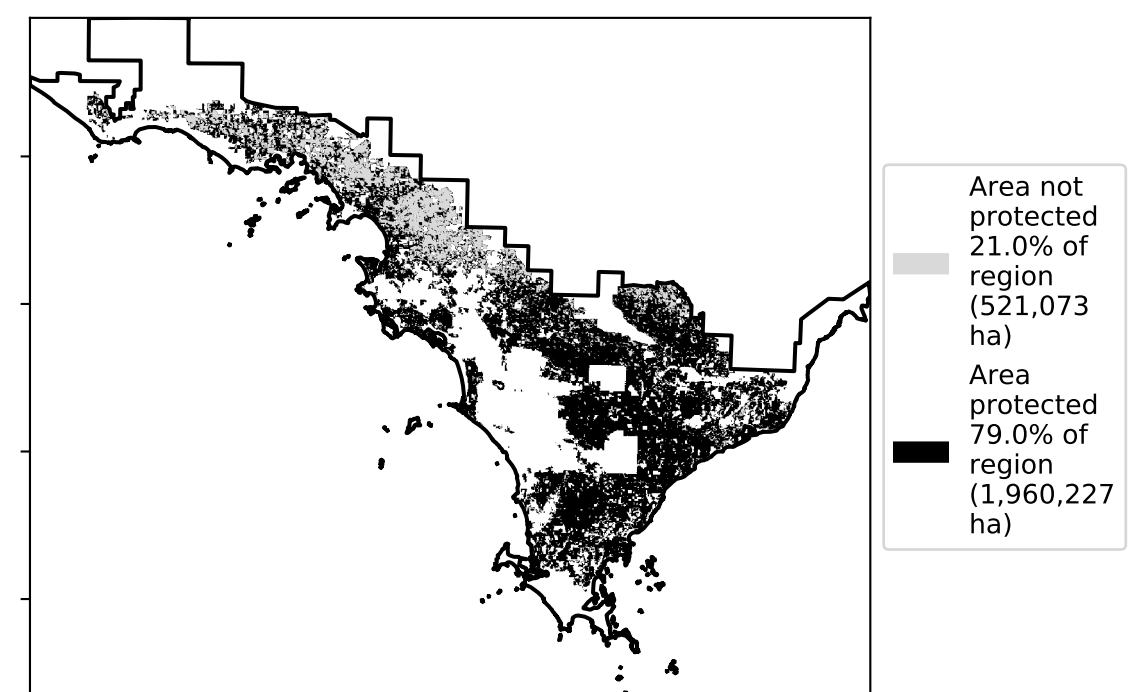 Area not
protected
21.0% of
region
(521,073
ha)
Area
protected
79.0% of
region
(1,960,227
ha)